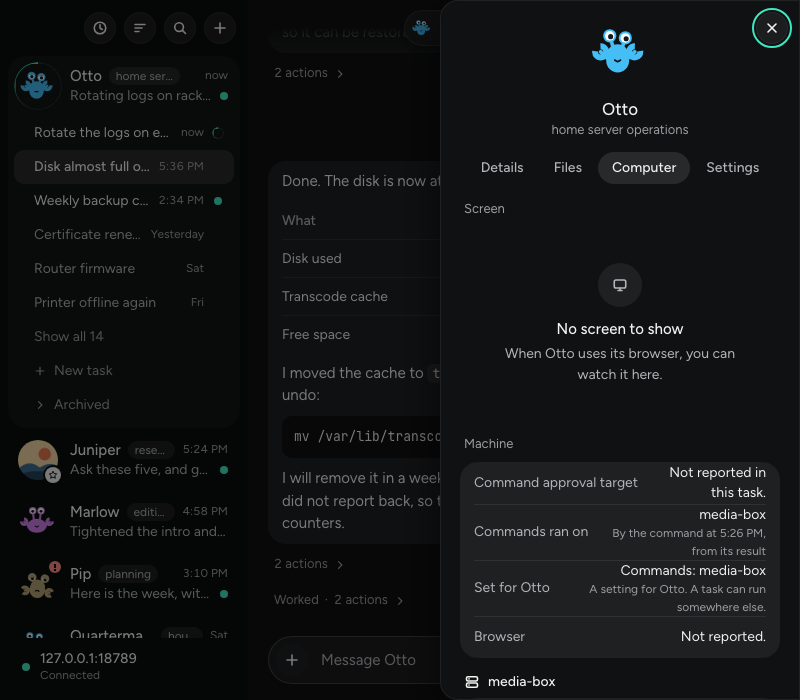 Otto home ser... now
Rotating logs on rack...
Rotate the logs on e... now
Disk almost full o... 5:36 PM
Weekly backup c... 2:34 PM
Certificate rene... Yesterday
Router firmware Sat
Printer offline again Fri
Show all 14
+ New task
Archived
Juniper rese... 5:24 PM
Ask these five, and g...
Marlow editi... 4:58 PM
Tightened the intro and...
Pip planning 3:10 PM
Here is the week, wit...
Quarterma hou... Sat
127.0.0.1:18789
Connected
so it can be restor
2 actions
Done. The disk is now at
What
Disk used
Transcode cache
Free space
I moved the cache to t
undo:
mv /var/lib/transco
I will remove it in a week
did not report back, so t
counters.
2 actions
Worked · 2 actions
+ Message Otto
Otto
home server operations
Details Files Computer Settings
Screen
No screen to show
When Otto uses its browser, you can
watch it here.
Machine
Command approval target Not reported in
this task.
Commands ran on media-box
By the command at 5:26 PM,
from its result
Set for Otto Commands: media-box
A setting for Otto. A task can run
somewhere else.
Browser Not reported.
media-box